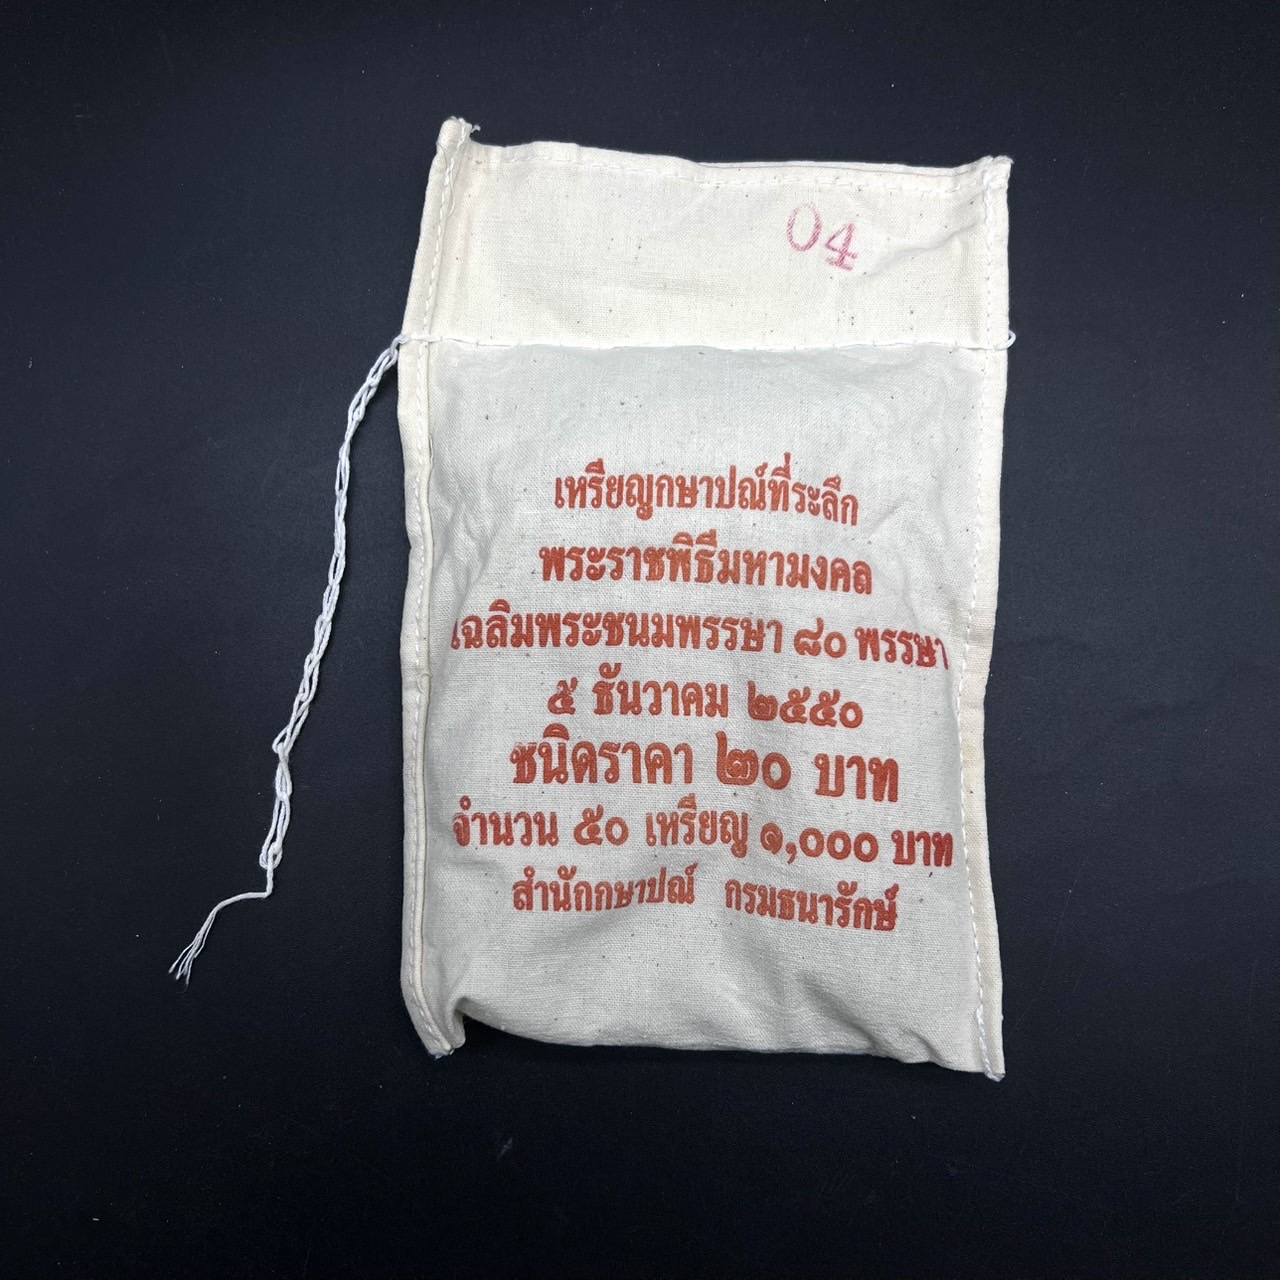 04
เหรียญกษาปณ์ที่ระลึก
พระราชพิธีมหามงคล
เฉลิมพระชนมพรรษา ๘๐ พรรษา
๕ ธันวาคม ๒๕๕๐
ชนิดราคา ๒๐ บาท
จำนวน ๕๐ เหรียญ ๑,๐๐๐ บาท
สำนักกษาปณ์ กรมธนารักษ์